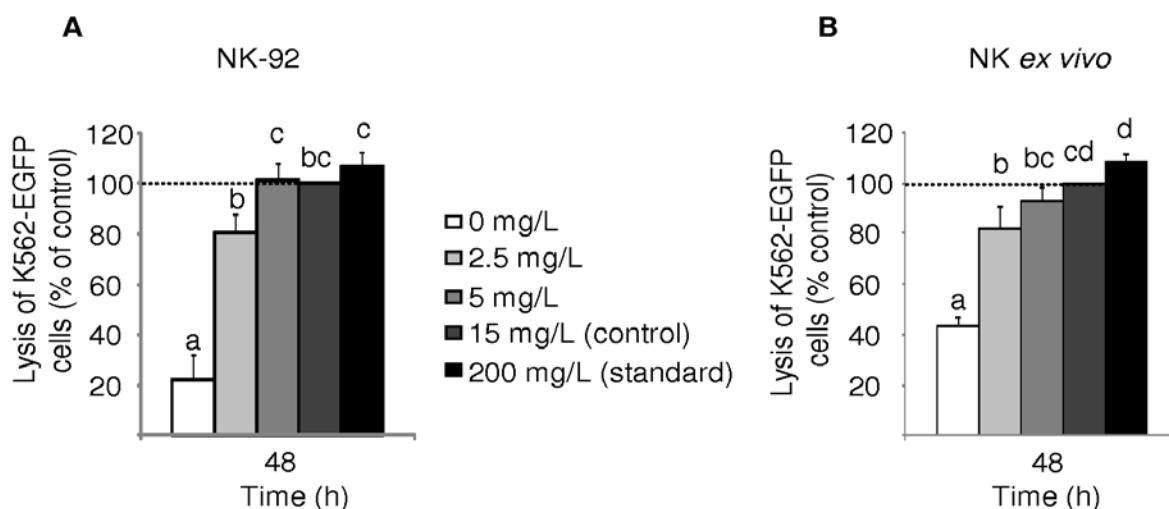 A
NK-92
Lysis of K562-EGFP
cells (% of control)
120
100
80
60
40
20
a
b
c
bc
c
48
Time (h)
0 mg/L
2.5 mg/L
5 mg/L
15 mg/L (control)
200 mg/L (standard)
B
NK ex vivo
Lysis of K562-EGFP
cells (% control)
120
100
80
60
40
20
a
b
bc
cd
d
48
Time (h)